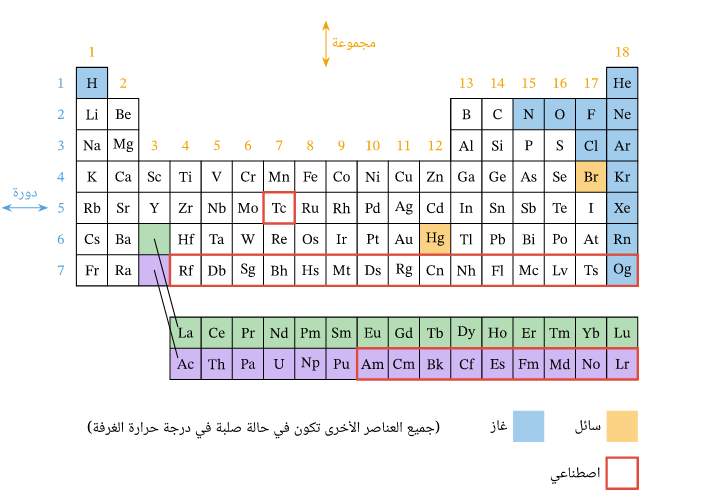 مجموعة
1 18
1 H 2 13 14 15 16 17 He
2 Li Be B C N O F Ne
3 Na Mg 3 4 5 6 7 8 9 10 11 12 Al Si P S Cl Ar
4 K Ca Sc Ti V Cr Mn Fe Co Ni Cu Zn Ga Ge As Se Br Kr
دورة
5 Rb Sr Y Zr Nb Mo Tc Ru Rh Pd Ag Cd In Sn Sb Te I Xe
6 Cs Ba Hf Ta W Re Os Ir Pt Au Hg Tl Pb Bi Po At Rn
7 Fr Ra Rf Db Sg Bh Hs Mt Ds Rg Cn Nh Fl Mc Lv Ts Og
La Ce Pr Nd Pm Sm Eu Gd Tb Dy Ho Er Tm Yb Lu
Ac Th Pa U Np Pu Am Cm Bk Cf Es Fm Md No Lr
سائل غاز (جميع العناصر الأخرى تكون في حالة صلبة في درجة حرارة الغرفة)
اصطناعي